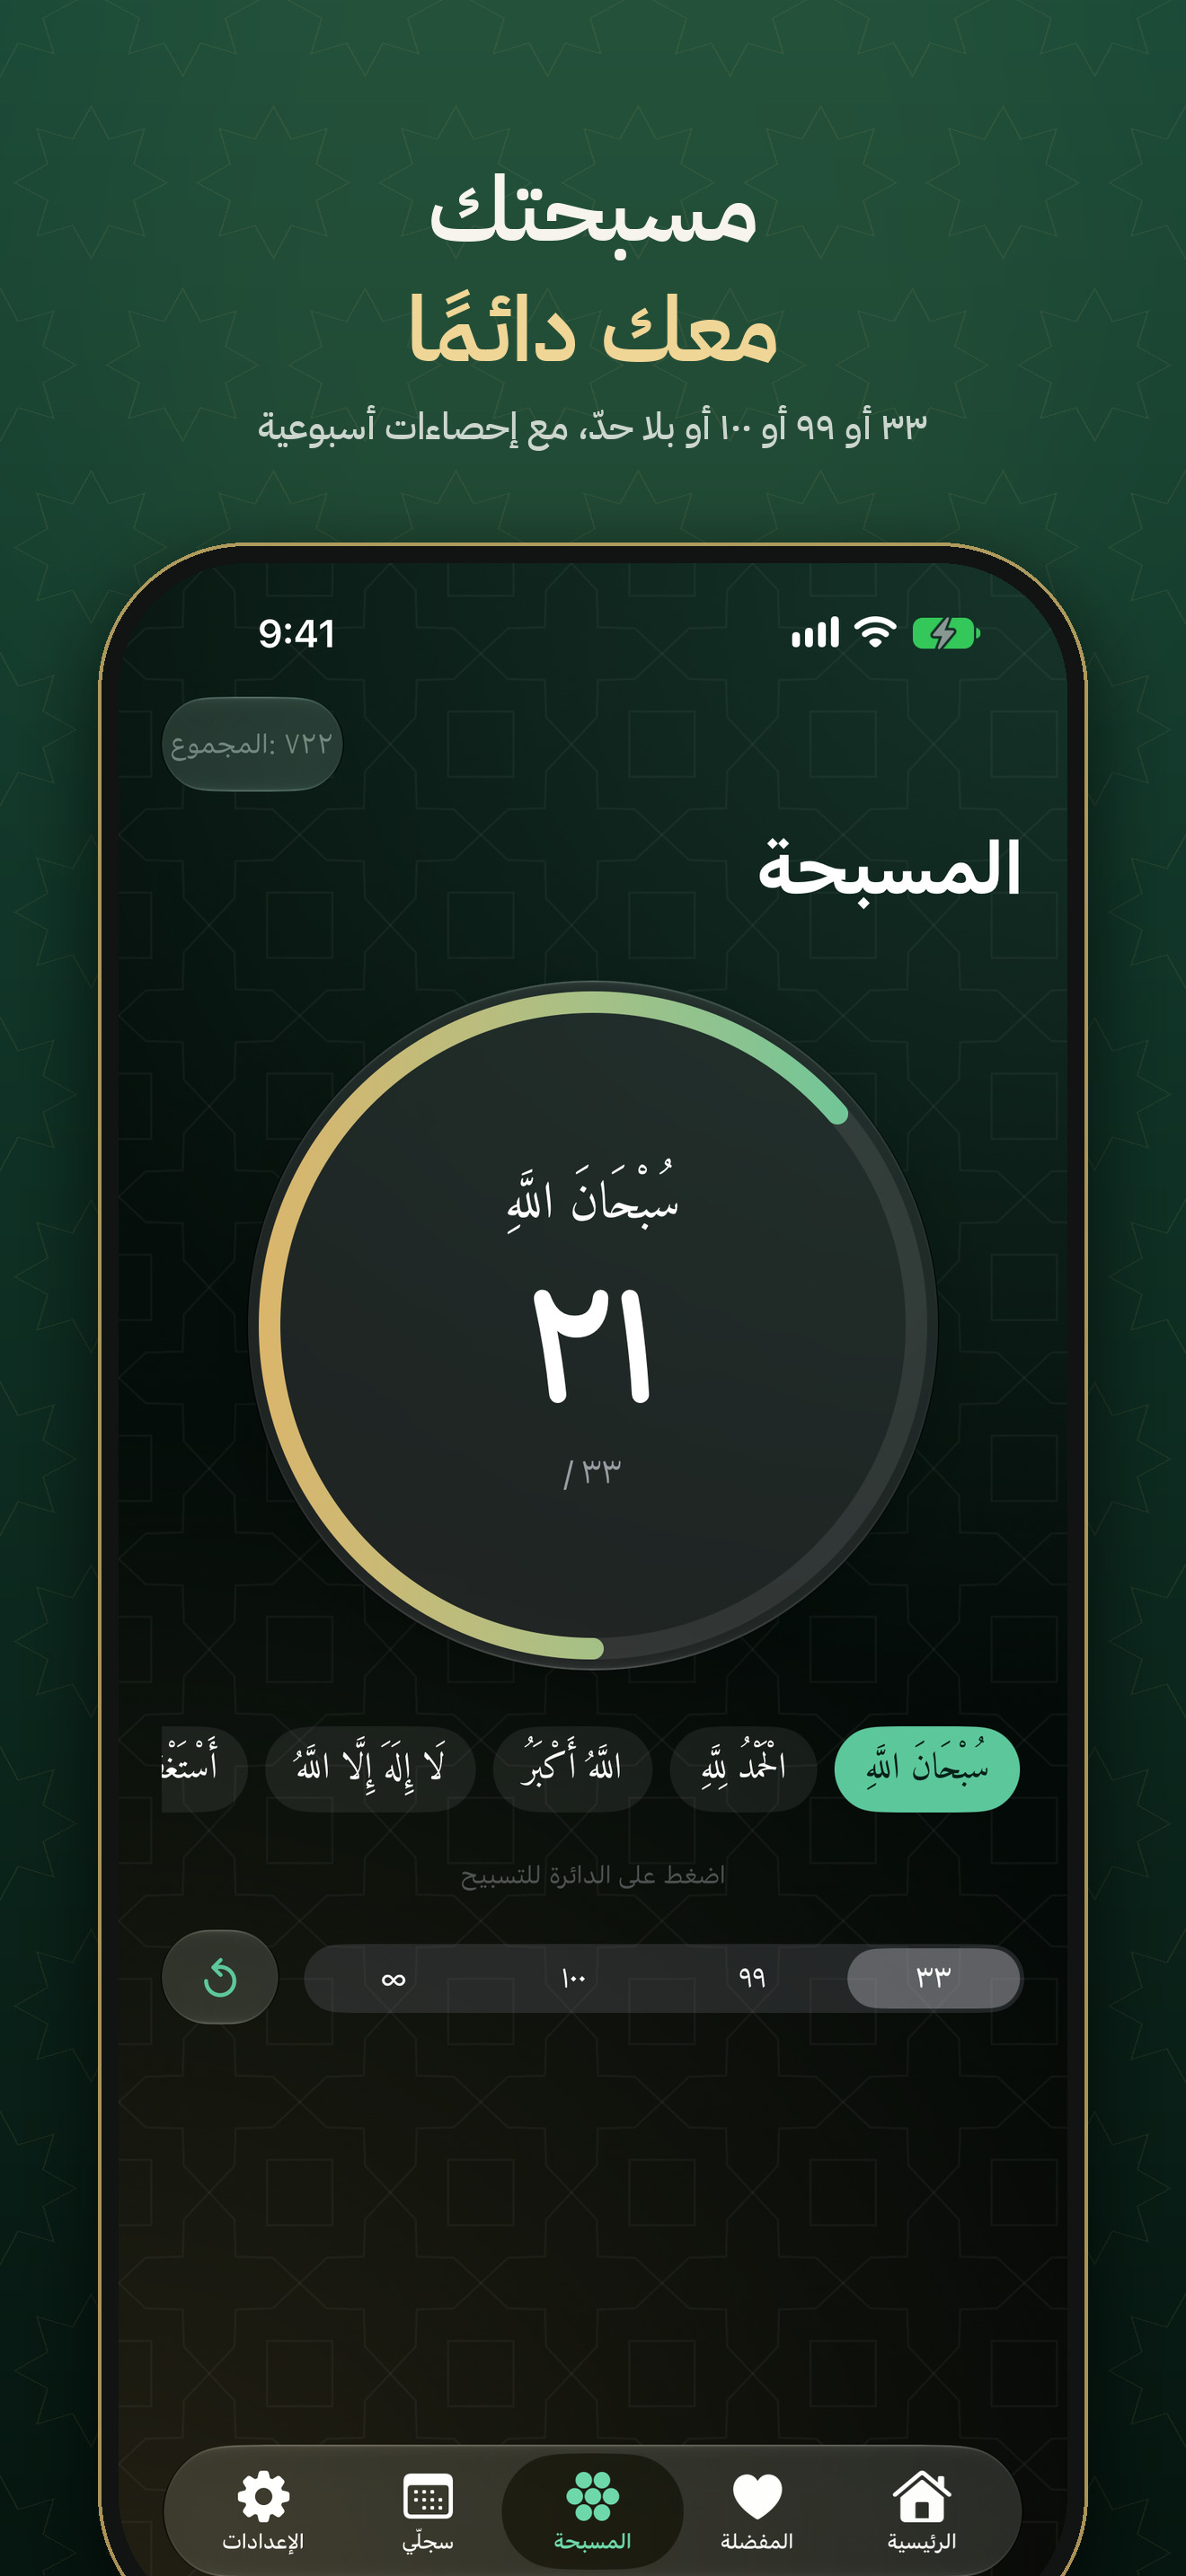 مسبحتك
معك دائمًا
٣٣ أو ٩٩ أو ١٠٠ أو بلا حدّ، مع إحصاءات أسبوعية
9:41
٧٢٢ :المجموع
المسبحة
سُبْحَانَ اللَّهِ
٢١
/ ٣٣
سُبْحَانَ اللَّهِ
الْحَمْدُ لِلَّهِ
اللَّهُ أَكْبَرُ
لَا إِلَهَ إِلَّا اللَّهُ
اضغط على الدائرة للتسبيح
٣٣ ٩٩ ١٠٠ ∞
الرئيسية
المفضلة
المسبحة
سجلّي
الإعدادات